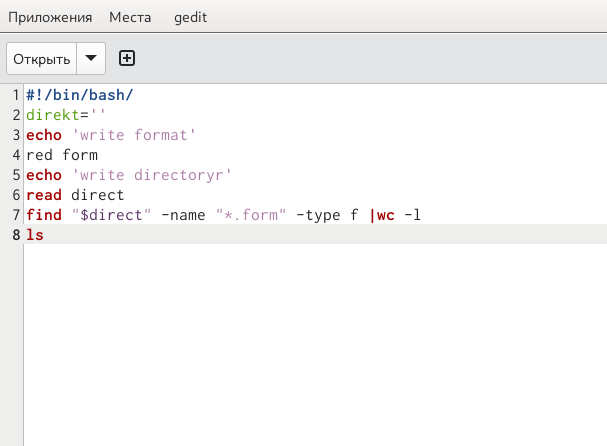 Приложения Места gedit
Открыть
1 #!/bin/bash/
2 direkt=''
3 echo 'write format'
4 red form
5 echo 'write directoryr'
6 read direct
7 find "$direct" -name "*.form" -type f |wc -l
8 ls